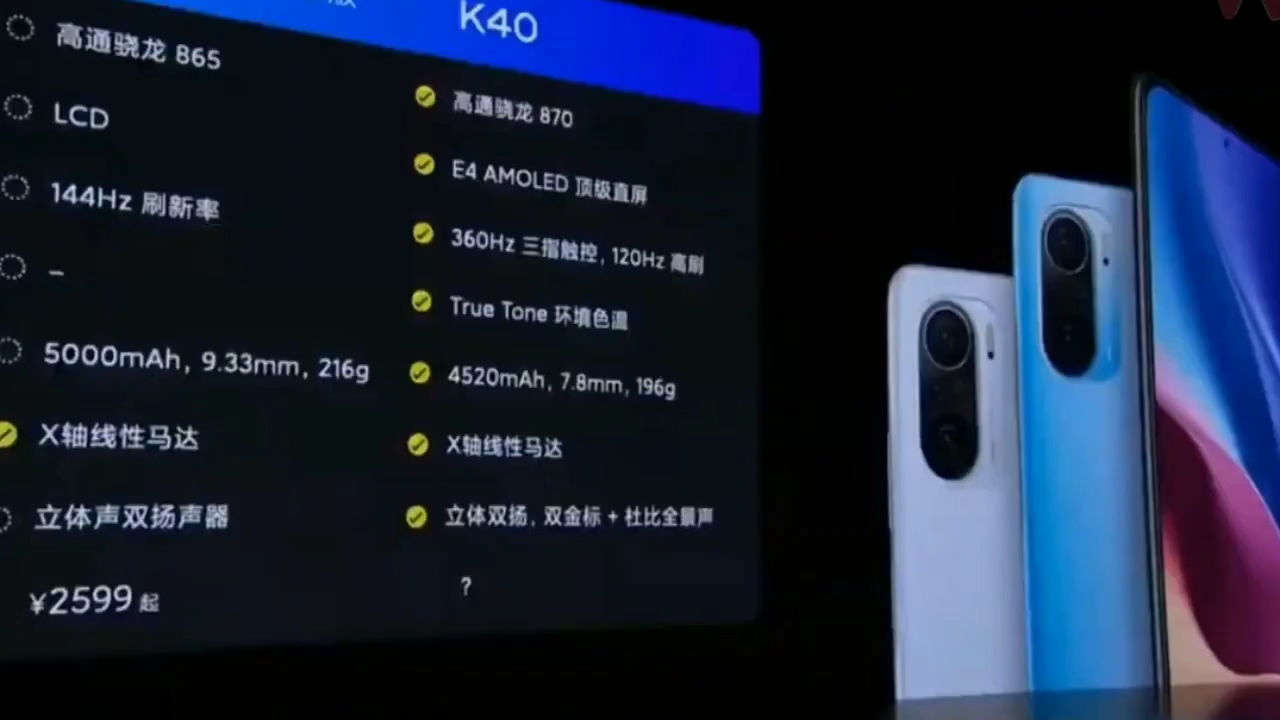 版
K40
高通骁龙 865
LCD
144Hz 刷新率
–
5000mAh, 9.33mm, 216g
X轴线性马达
立体声双扬声器
¥2599 起
高通骁龙 870
E4 AMOLED 顶级直屏
360Hz 三指触控, 120Hz 高刷
True Tone 环境色温
4520mAh, 7.8mm, 196g
X轴线性马达
立体双扬, 双金标 + 杜比全景声
?